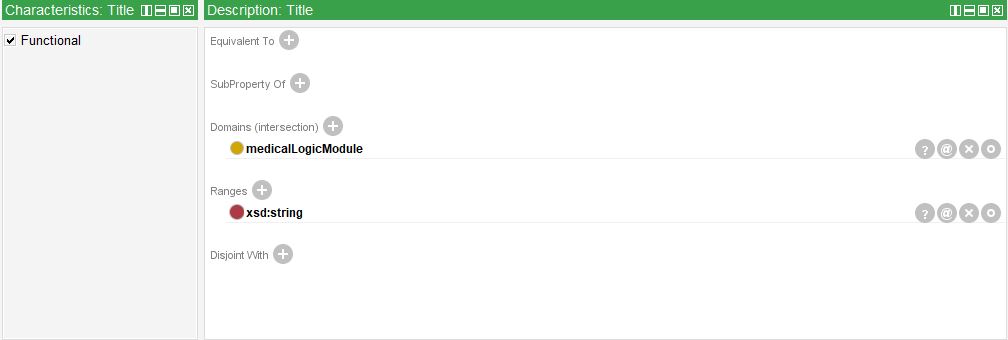 Characteristics: Title
Functional
Description: Title
Equivalent To
SubProperty Of
Domains (intersection)
medicalLogicModule
? @
Ranges
xsd:string
? @
Disjoint With